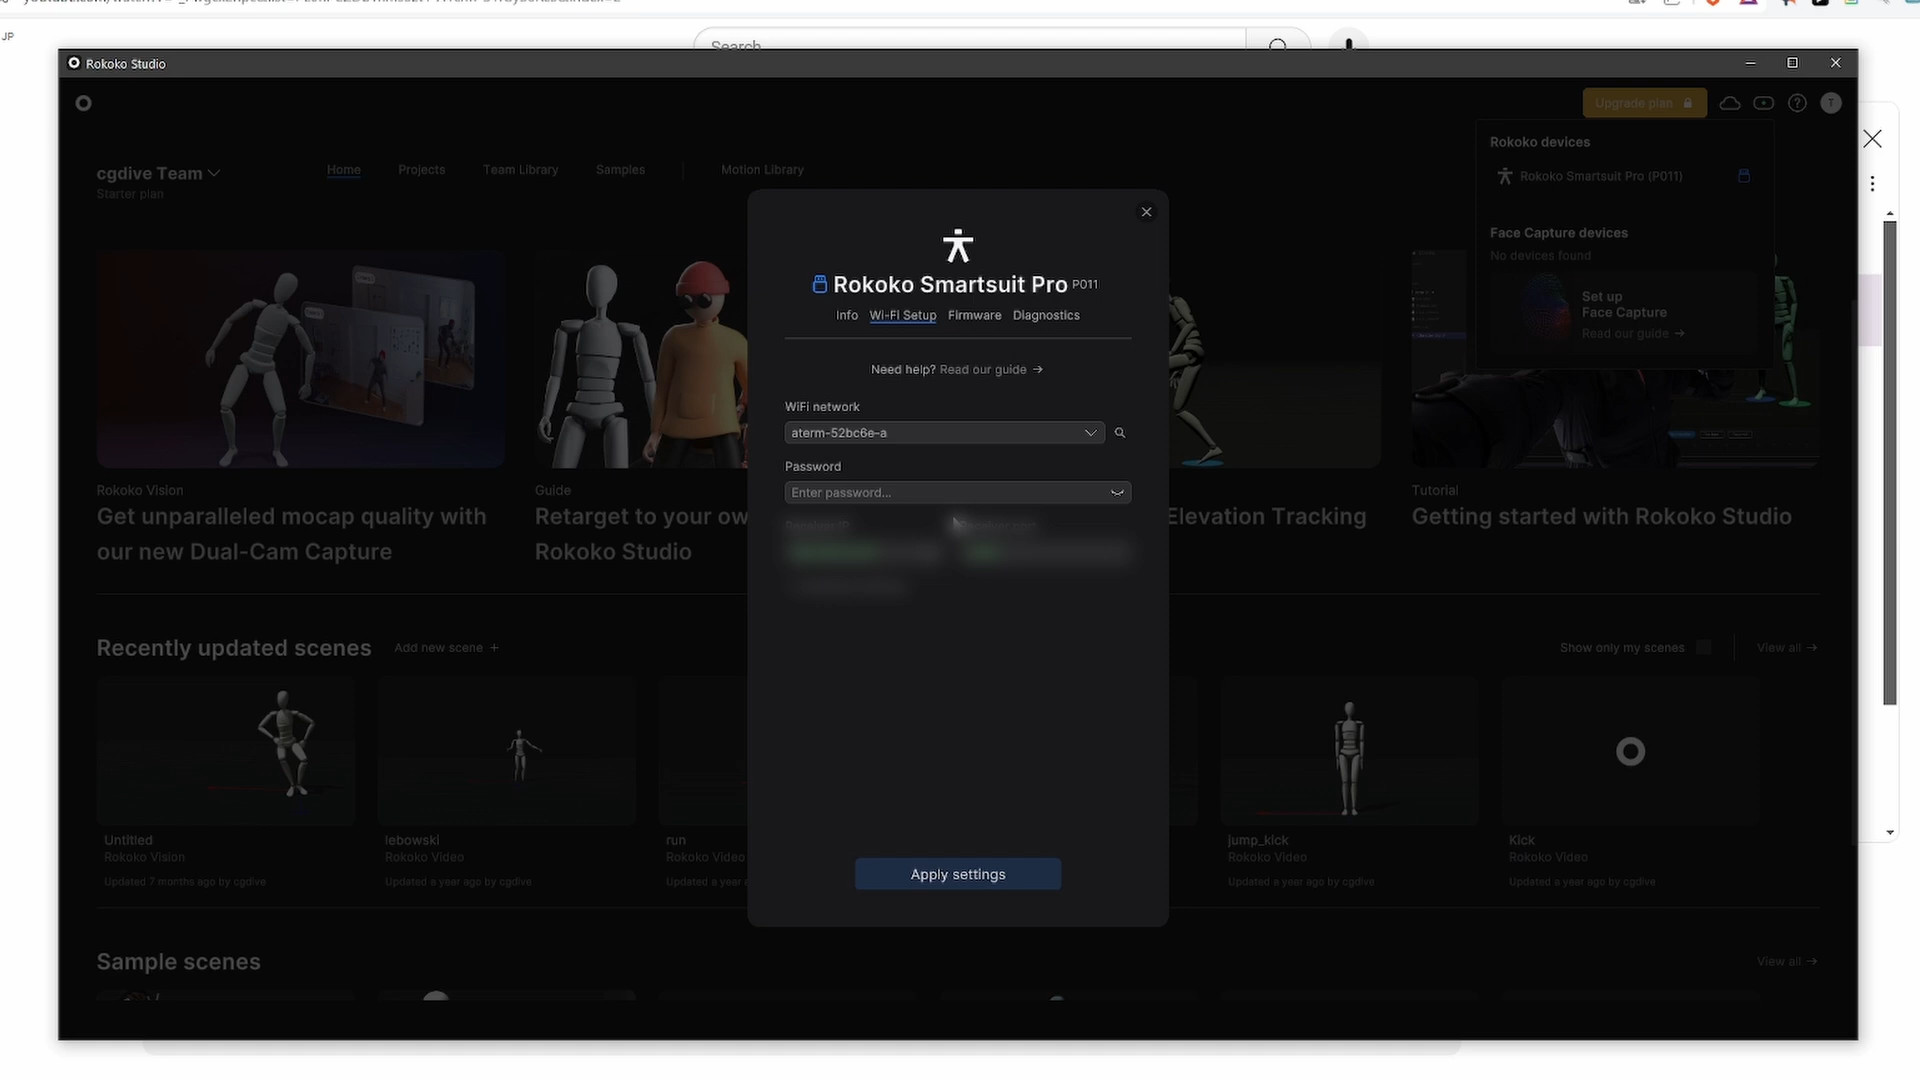 JP
Search
Rokoko Studio
Upgrade plan
T
cgdive Team
Starter plan
Home
Projects
Team Library
Samples
Motion Library
Rokoko devices
Rokoko Smartsuit Pro (P011)
Face Capture devices
No devices found
Set up
Face Capture
Read our guide →
Rokoko Smartsuit Pro P011
Info
Wi-Fi Setup
Firmware
Diagnostics
Need help? Read our guide →
WiFi network
aterm-52bc6e-a
Password
Enter password...
Apply settings
Rokoko Vision
Get unparalleled mocap quality with
our new Dual-Cam Capture
Guide
Retarget to your ow
Rokoko Studio
Elevation Tracking
Tutorial
Getting started with Rokoko Studio
Recently updated scenes
Add new scene +
Show only my scenes
View all →
Untitled
Rokoko Vision
Updated 7 months ago by cgdive
lebowski
Rokoko Video
Updated a year ago by cgdive
run
Rokoko Video
Updated a year
jump_kick
Rokoko Video
Updated a year ago by cgdive
Kick
Rokoko Video
Updated a year ago by cgdive
Sample scenes
View all →